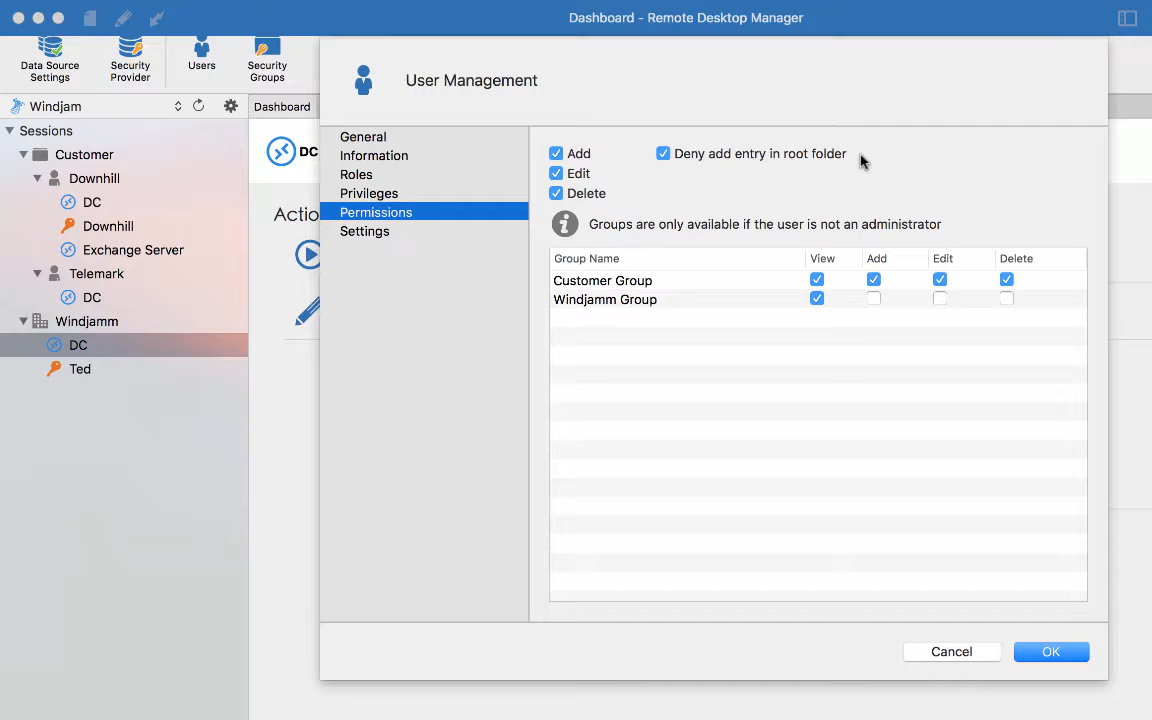 Dashboard - Remote Desktop Manager
Data Source Settings
Security Provider
Users
Security Groups
Windjam
Dashboard
Sessions
Customer
Downhill
DC
Downhill
Exchange Server
Telemark
DC
Windjamm
DC
Ted
DC
Actio
User Management
General
Information
Roles
Privileges
Permissions
Settings
Add
Deny add entry in root folder
Edit
Delete
Groups are only available if the user is not an administrator
Group Name View Add Edit Delete
Customer Group
Windjamm Group
Cancel
OK